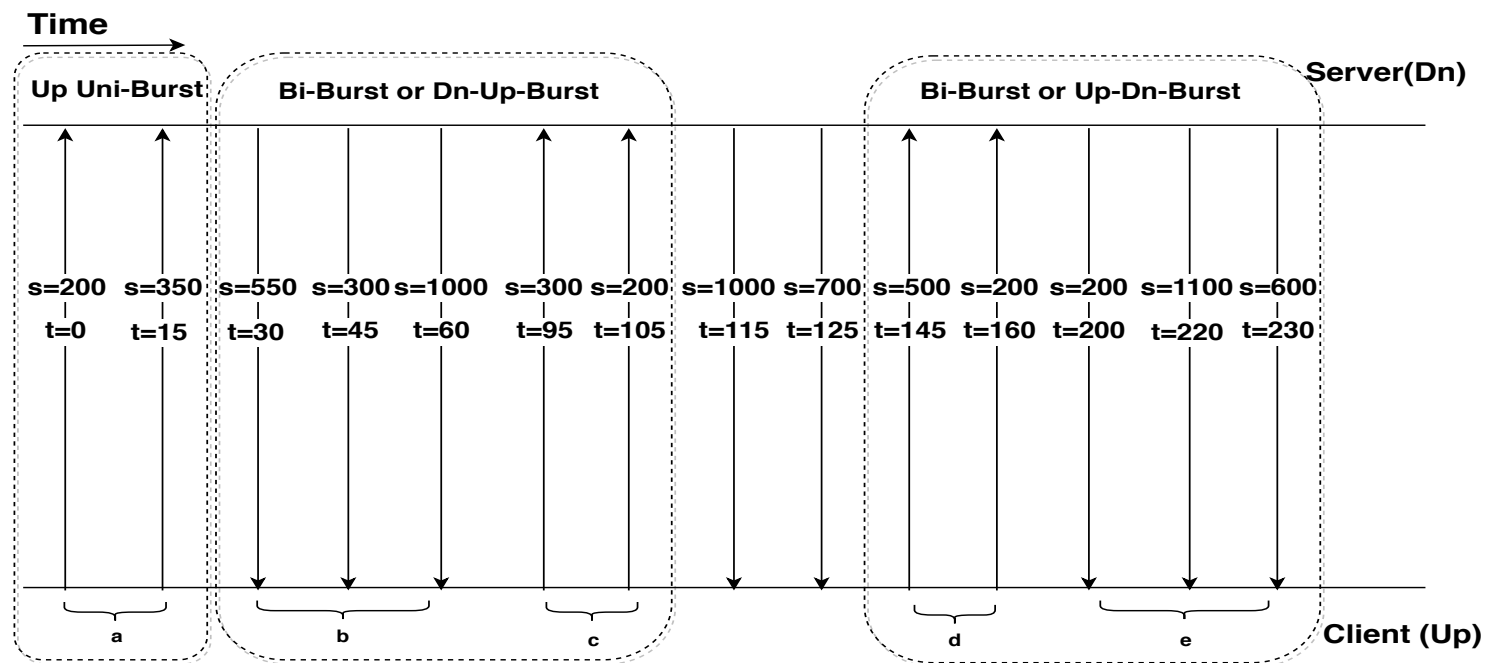 Time
Server(Dn)
Up Uni-Burst
Bi-Burst or Dn-Up-Burst
Bi-Burst or Up-Dn-Burst
s=200 s=350 s=550 s=300 s=1000 s=300 s=200 s=1000 s=700 s=500 s=200 s=200 s=1100 s=600
t=0 t=15 t=30 t=45 t=60 t=95 t=105 t=115 t=125 t=145 t=160 t=200 t=220 t=230
a b c d e
Client (Up)